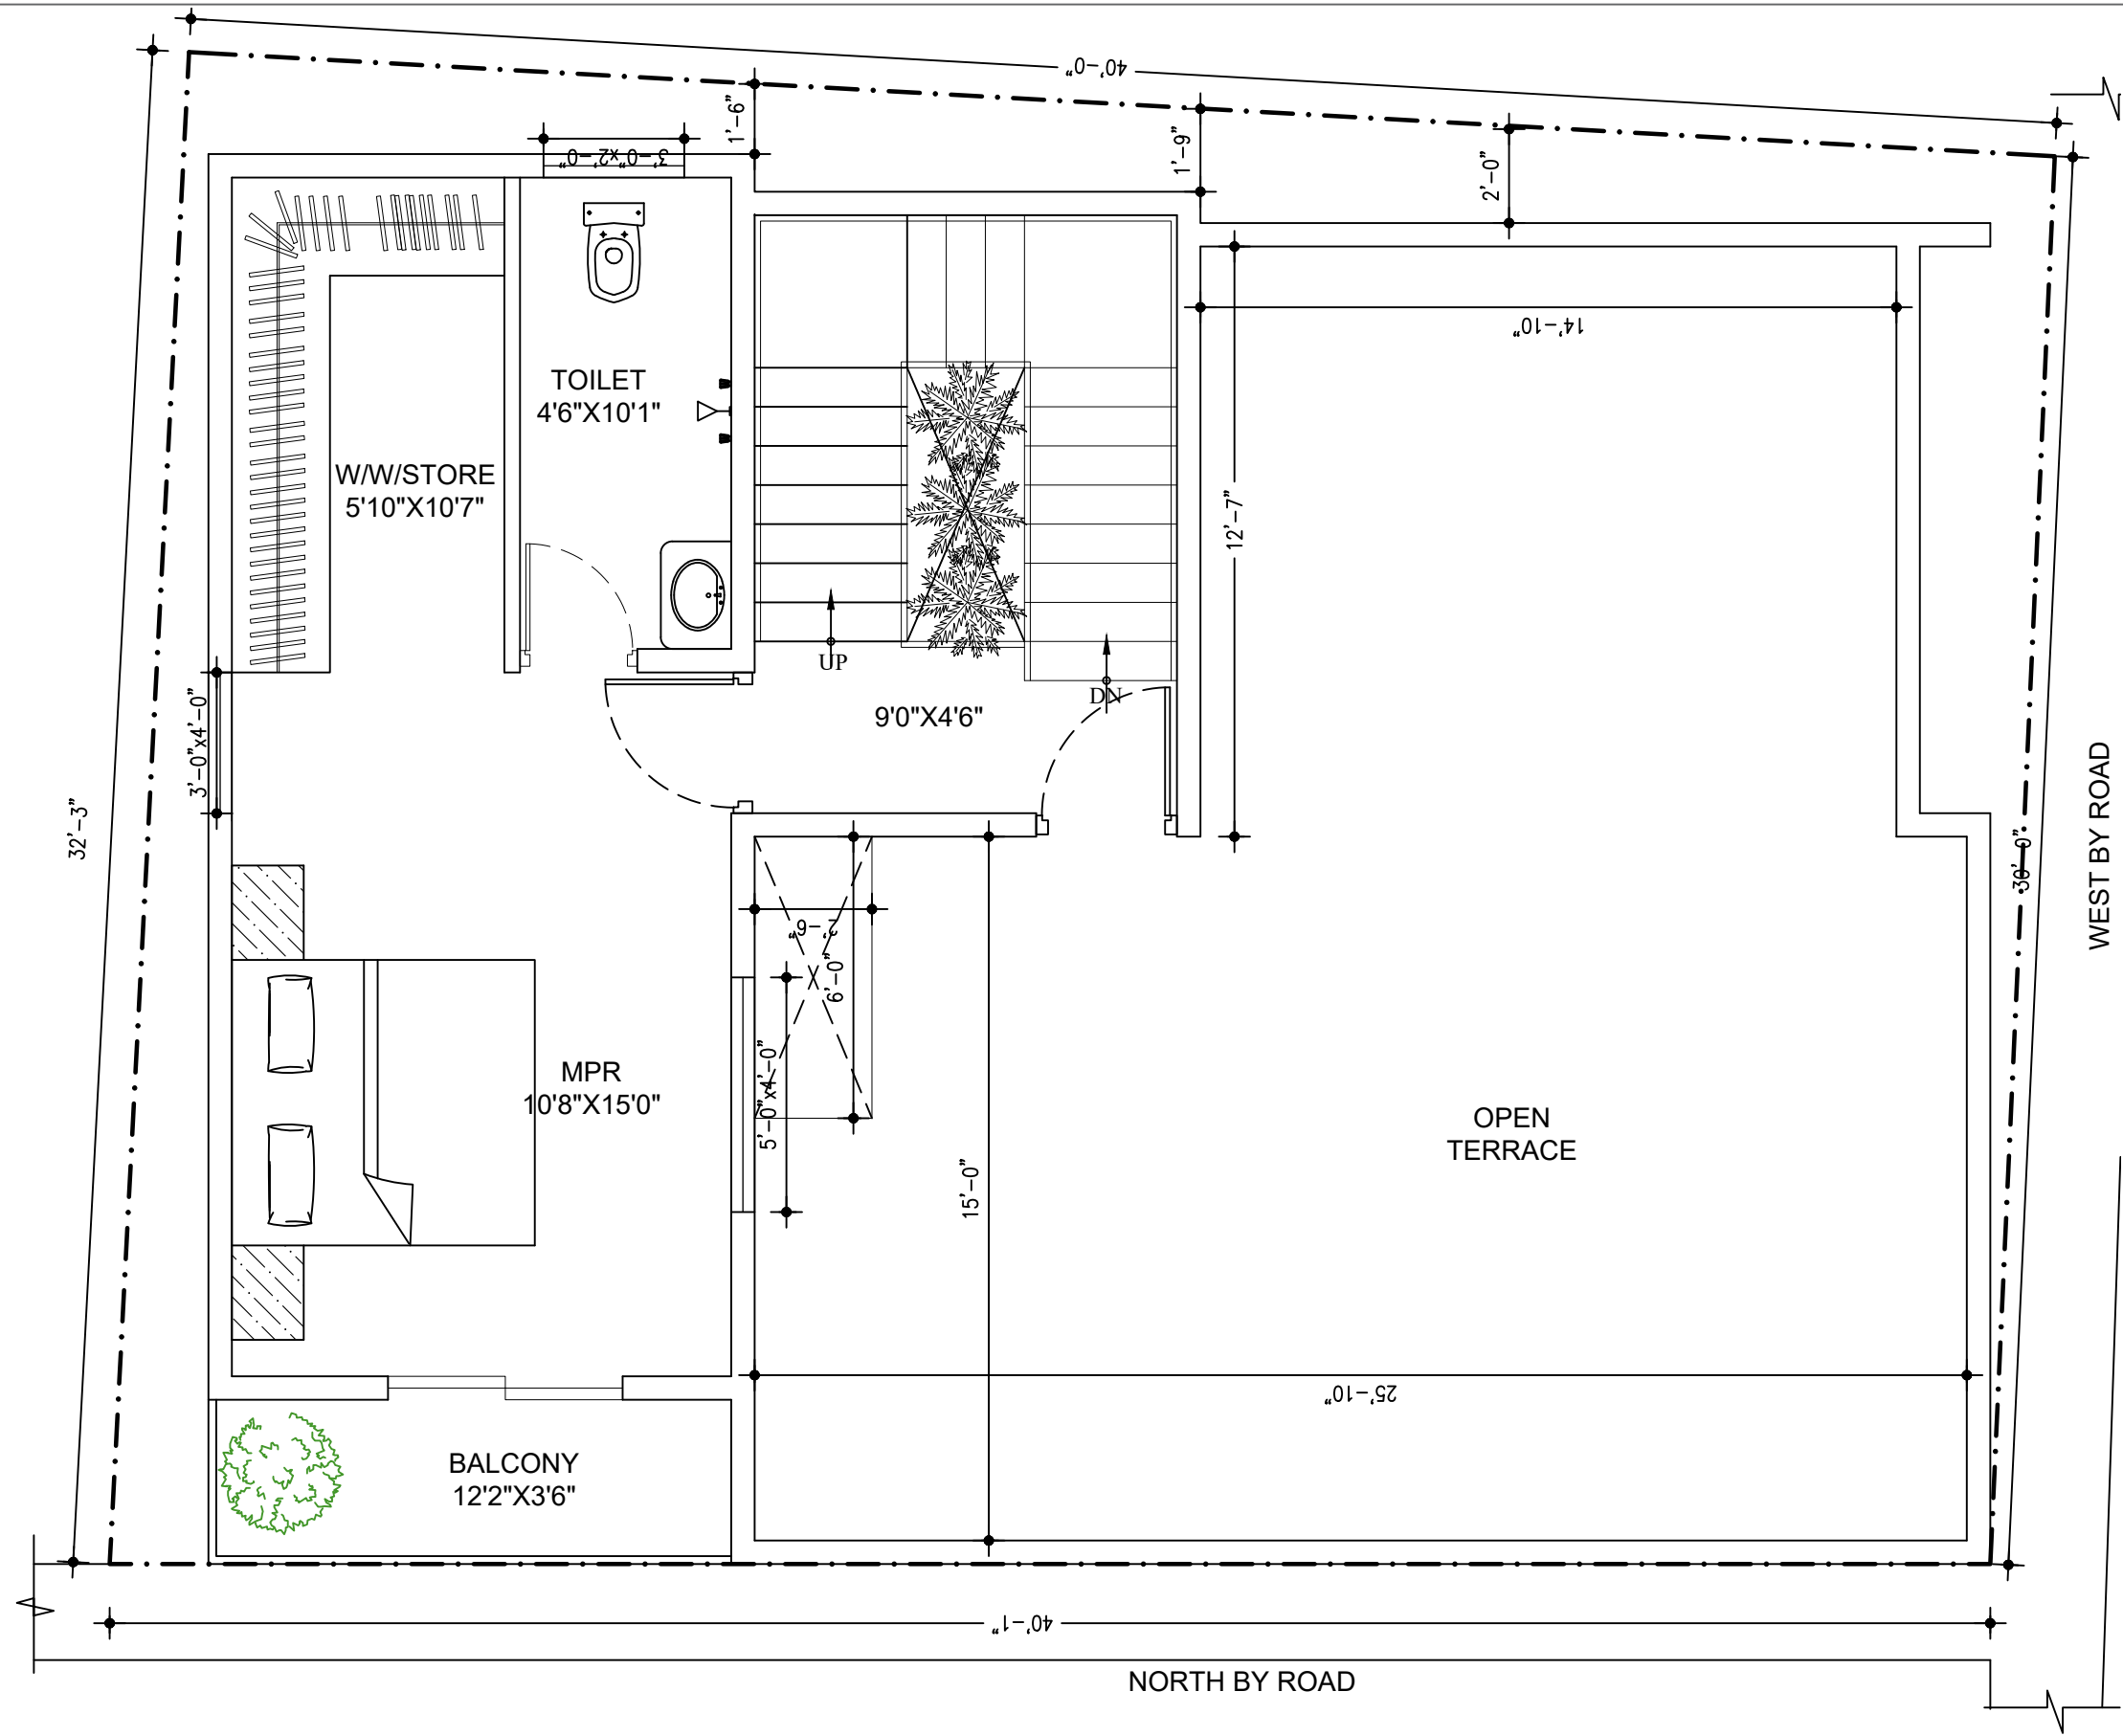 40'-0"
1'-6"
3'-0"x2'-0"
1'-9"
2'-0"
14'-10"
TOILET
4'6"X10'1"
W/W/STORE
5'10"X10'7"
12'-7"
UP
DN
9'0"X4'6"
3'-0"x4'-0"
32'-3"
30'-0"
WEST BY ROAD
2'-6"
6'-0"
5'-0"x4'-0"
MPR
10'8"X15'0"
15'-0"
OPEN
TERRACE
25'-10"
BALCONY
12'2"X3'6"
40'-1"
NORTH BY ROAD